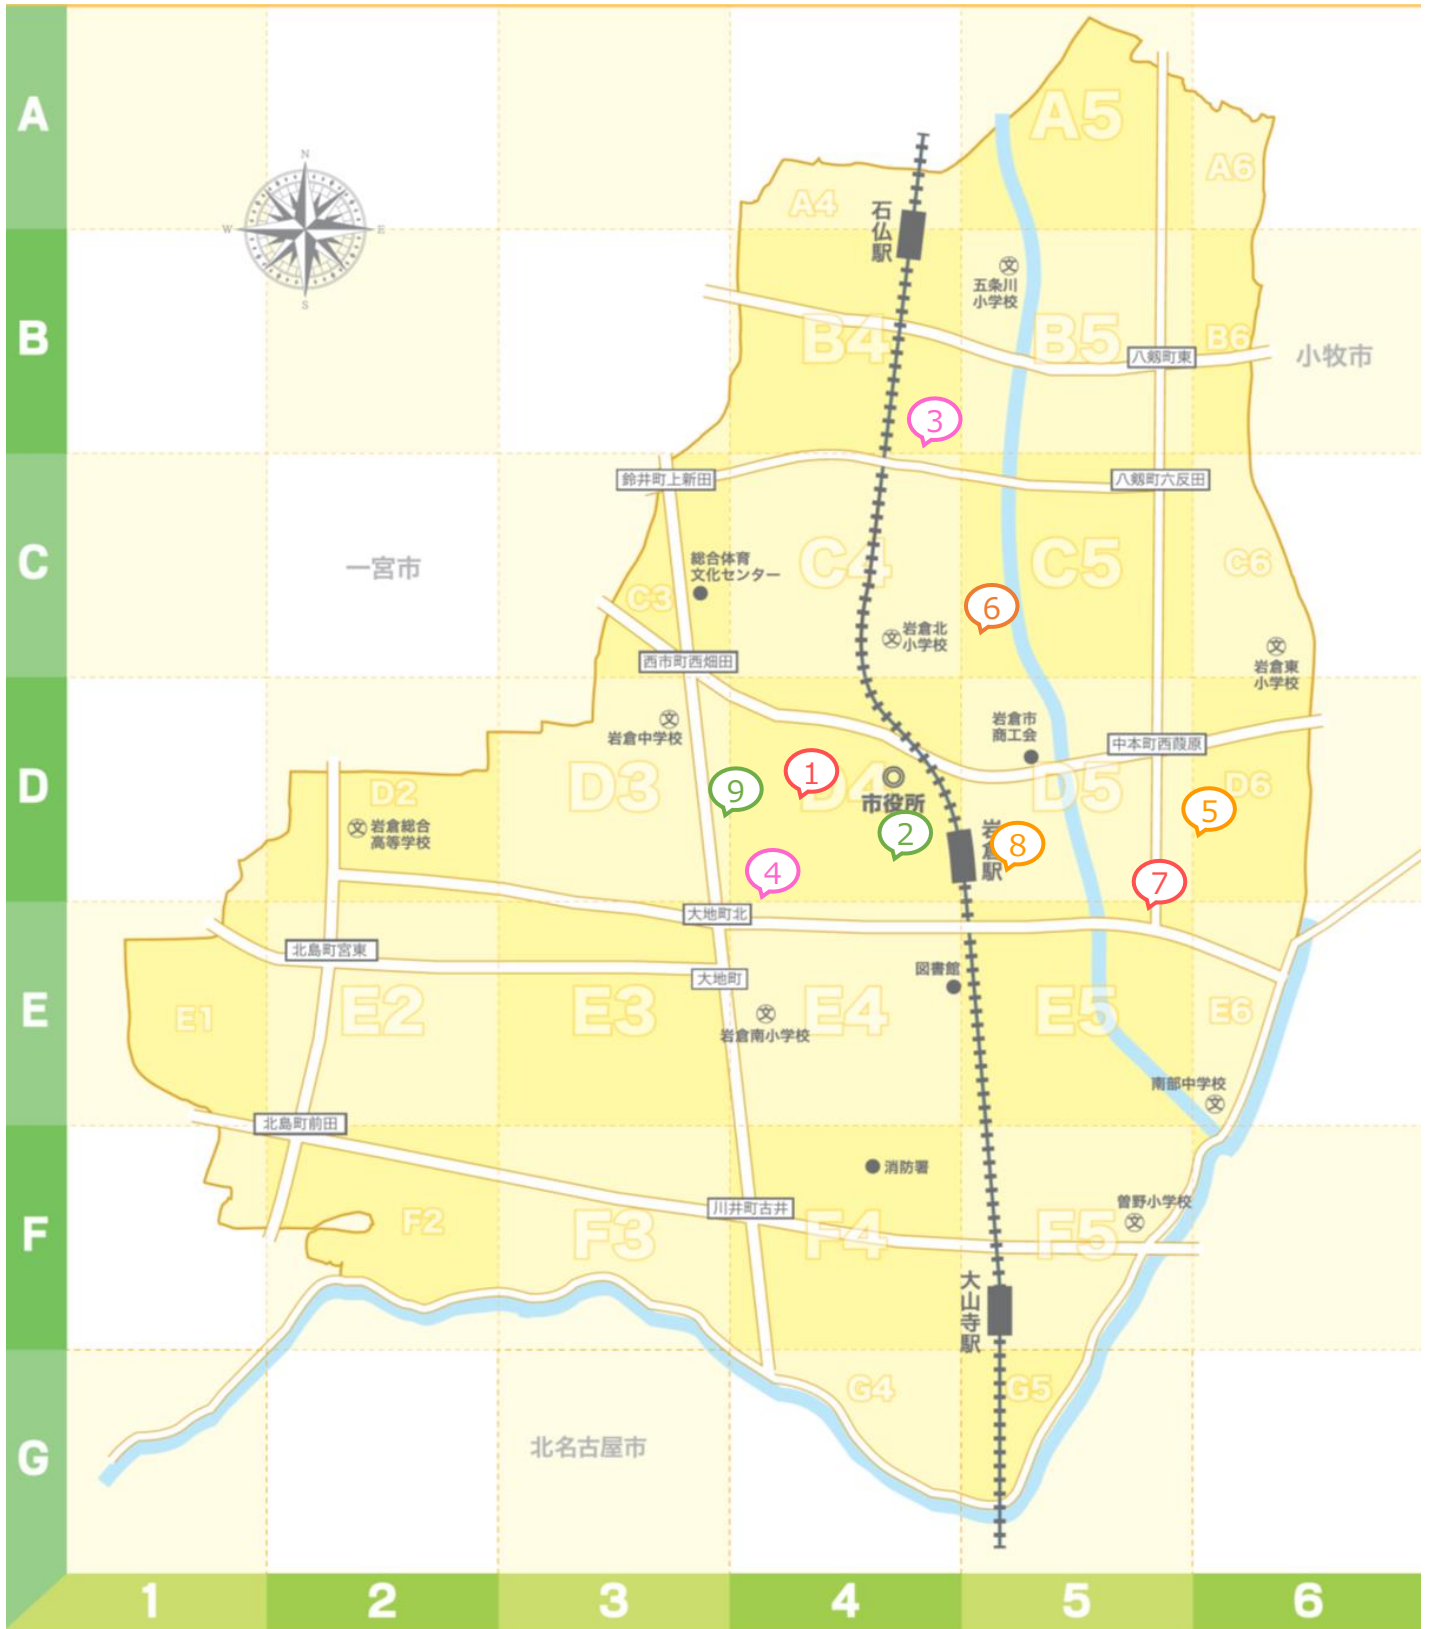 A
B
C
D
E
F
G
1
2
3
4
5
6
N
W
E
S
A4
A5
A6
石仏駅
五条川
小学校
B4
B5
B6
八剱町東
小牧市
3
鈴井町上新田
八剱町六反田
一宮市
総合体育
文化センター
C3
C4
C5
C6
6
岩倉北
小学校
西市町西畑田
岩倉東
小学校
岩倉中学校
岩倉市
商工会
中本町西葭原
D2
D3
D4
D5
D6
1
9
市役所
5
岩倉総合
高等学校
2
岩倉駅
8
4
7
大地町北
北島町宮東
大地町
図書館
E1
E2
E3
E4
E5
E6
岩倉南小学校
南部中学校
北島町前田
消防署
川井町古井
曽野小学校
F2
F3
F4
F5
大山寺駅
G4
G5
北名古屋市
文
文
文
文
文
文
文
文